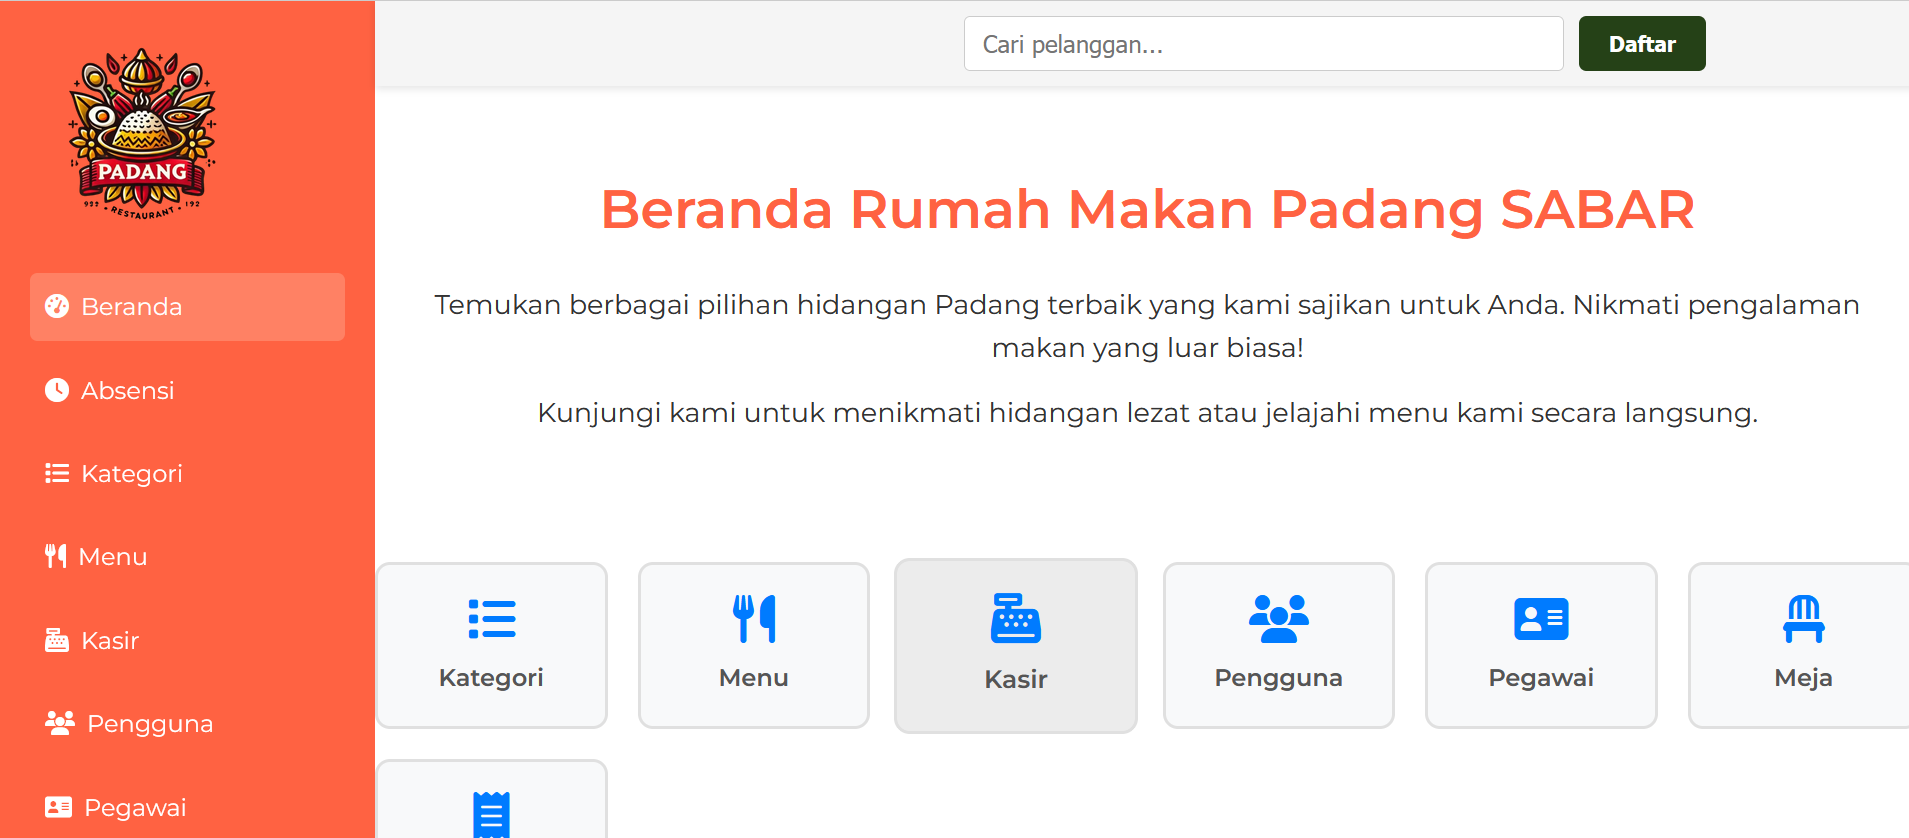 PADANG
RESTAURANT
Beranda
Absensi
Kategori
Menu
Kasir
Pengguna
Pegawai
Cari pelanggan...
Daftar
Beranda Rumah Makan Padang SABAR
Temukan berbagai pilihan hidangan Padang terbaik yang kami sajikan untuk Anda. Nikmati pengalaman
makan yang luar biasa!
Kunjungi kami untuk menikmati hidangan lezat atau jelajahi menu kami secara langsung.
Kategori
Menu
Kasir
Pengguna
Pegawai
Meja